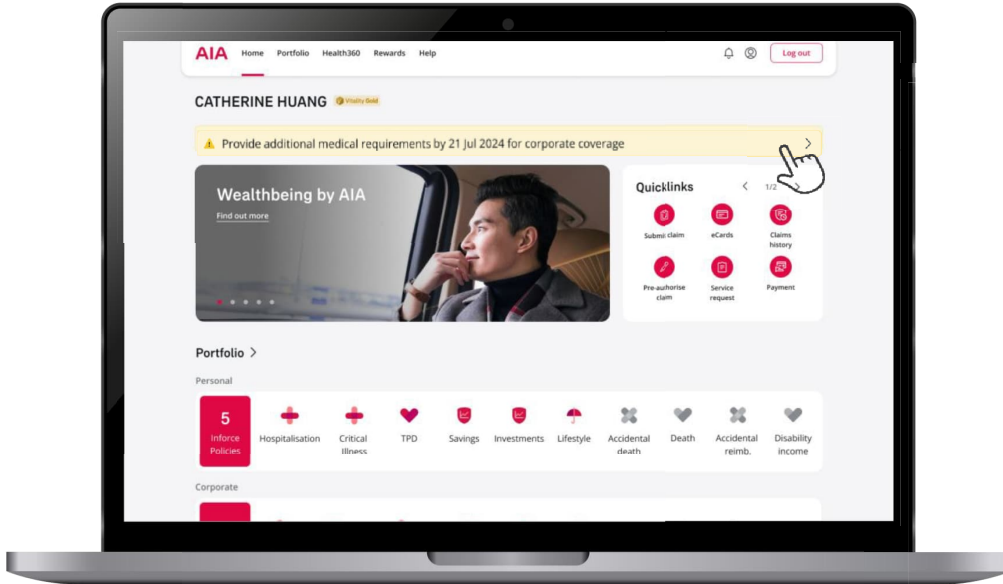 AIA Home Portfolio Health360 Rewards Help Log out
CATHERINE HUANG Vitality Gold
Provide additional medical requirements by 21 Jul 2024 for corporate coverage
Wealthbeing by AIA
Find out more
Quicklinks 1/2
Submit claim eCards Claims
history
Pre-authorise Service Payment
claim request
Portfolio
Personal
5
Inforce Hospitalisation Critical TPD Savings Investments Lifestyle Accidental Death Accidental Disability
Policies Illness death reimb. income
Corporate